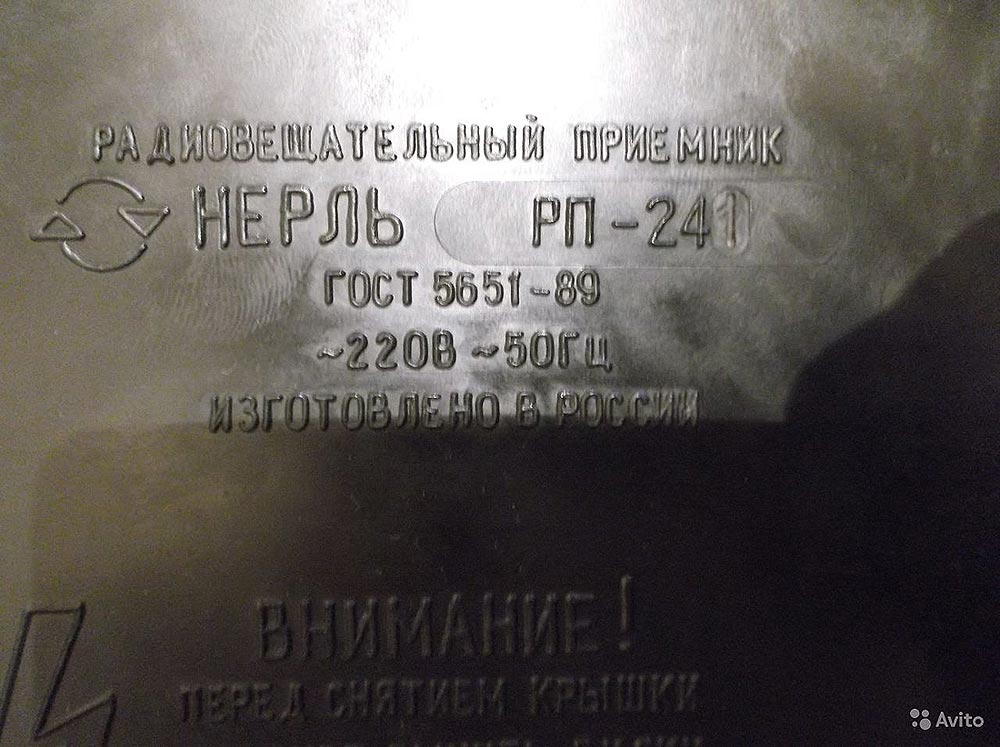 РАДИОВЕЩАТЕЛЬНЫЙ ПРИЕМНИК
НЕРЛЬ РП-241
ГОСТ 5651-89
~220В ~50ГЦ
ИЗГОТОВЛЕНО В РОССИИ
ВНИМАНИЕ!
ПЕРЕД СНЯТИЕМ КРЫШКИ
Avito